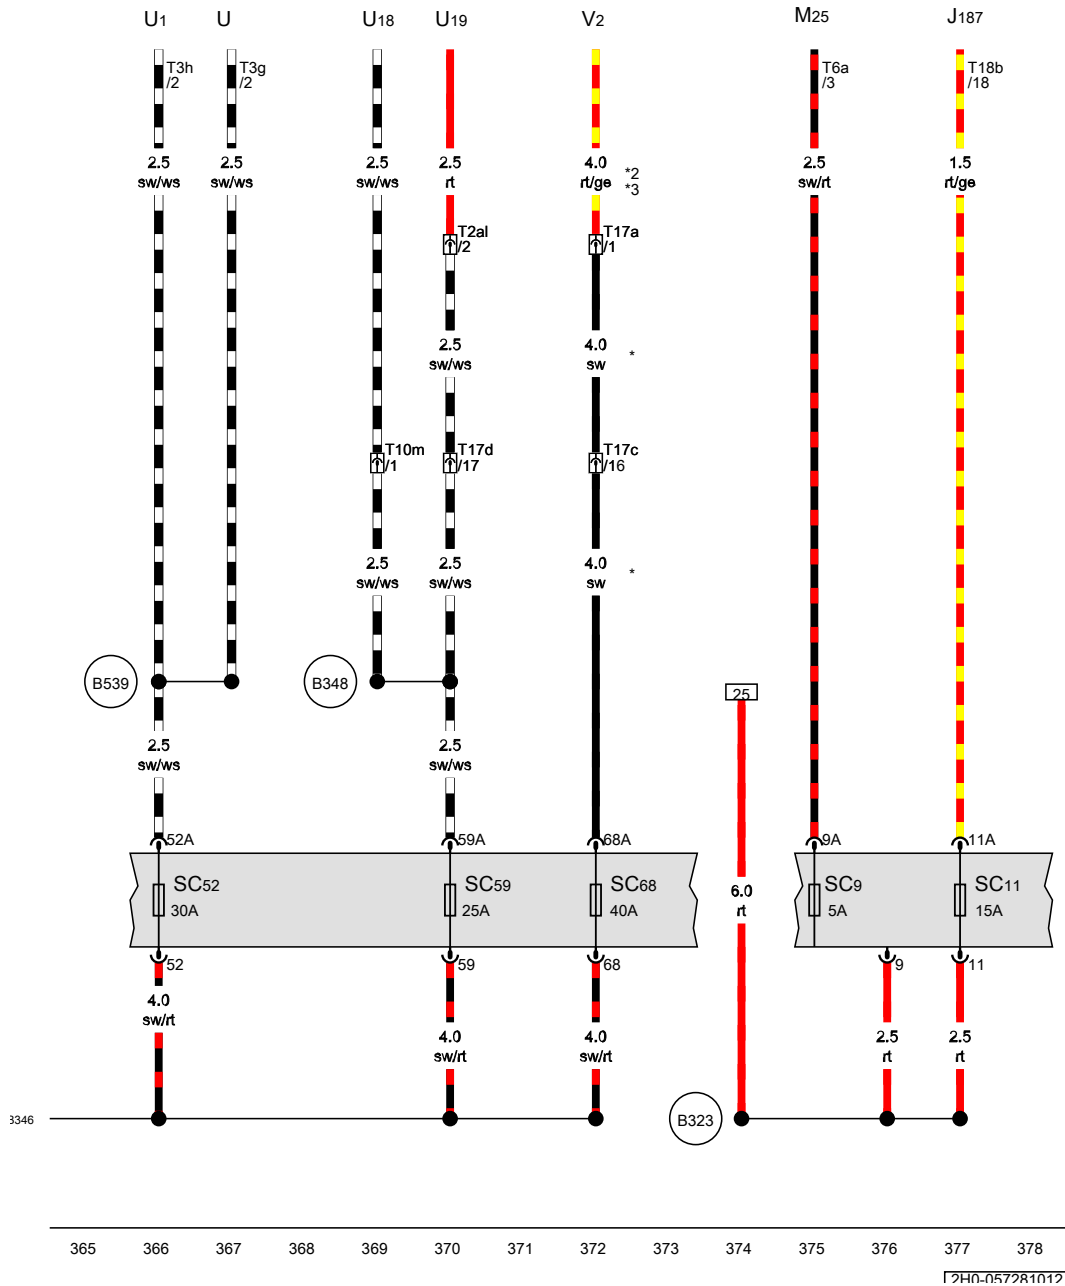 U1 U U18 U19 V2 M25 J187
T3h T3g T6a T18b
/2 /2 /3 /18
2.5 2.5 2.5 2.5 4.0 2.5 1.5
sw/ws sw/ws sw/ws rt rt/ge sw/rt rt/ge
*2
*3
T2al T17a
/2 /1
2.5 4.0
sw/ws sw *
T10m T17d T17c
/1 /17 /16
2.5 2.5 4.0
sw/ws sw/ws sw *
B539 B348
25
2.5 2.5
sw/ws sw/ws
52A 59A 68A 9A 11A
SC52 SC59 SC68 SC9 SC11
30A 25A 40A 5A 15A
6.0
rt
52 59 68 9 11
4.0
sw/rt
4.0 4.0 2.5 2.5
sw/rt sw/rt rt rt
B323
365 366 367 368 369 370 371 372 373 374 375 376 377 378
2H0-057281012